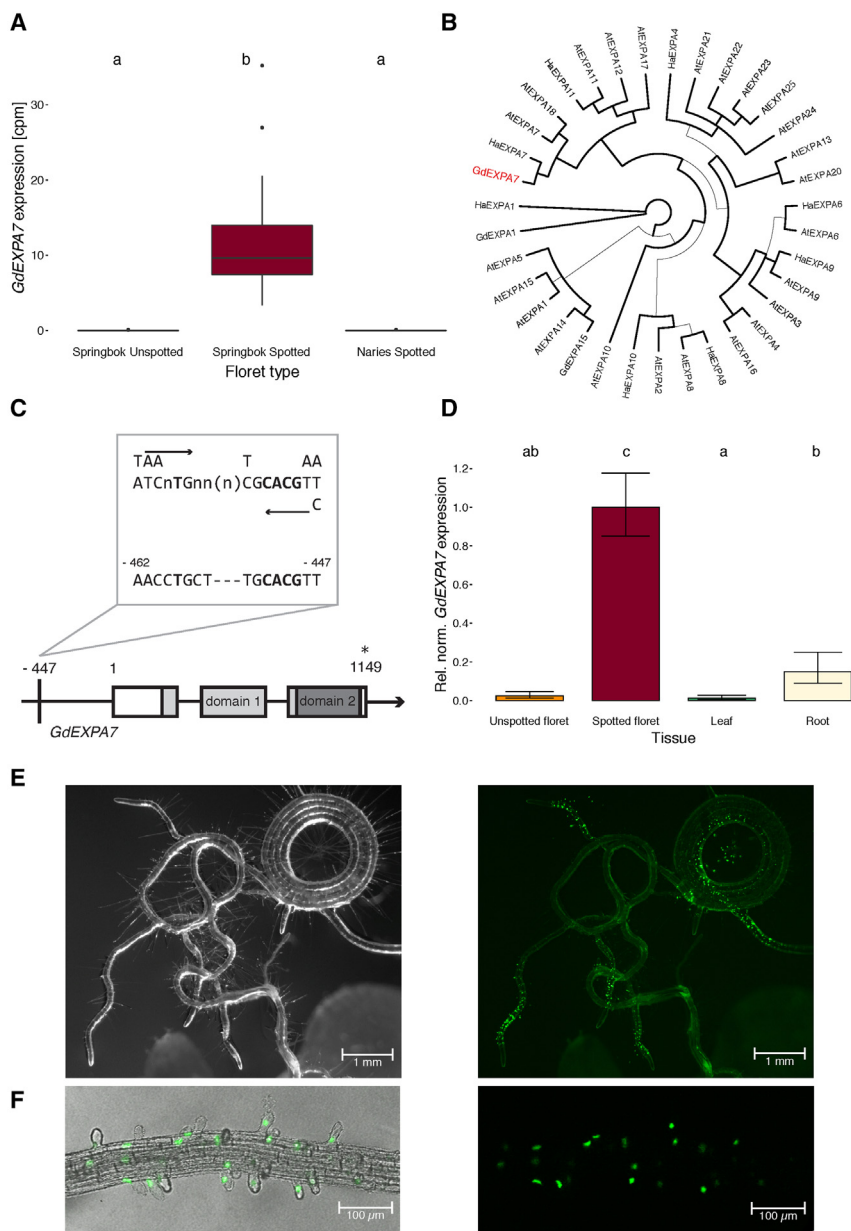 A
a b a
GdEXPA7 expression [cpm]
30
20
10
0
Springbok Unspotted Springbok Spotted Naries Spotted
Floret type
B
AtEXPA17
AtEXPA12
AtEXPA11
HaEXPA11
AtEXPA18
AtEXPA7
HaEXPA7
GdEXPA7
HaEXPA1
GdEXPA1
AtEXPA5
AtEXPA15
AtEXPA1
AtEXPA14
GdEXPA15
AtEXPA10
HaEXPA10
AtEXPA2
AtEXPA8
HaEXPA8
AtEXPA16
AtEXPA4
AtEXPA3
AtEXPA9
HaEXPA9
AtEXPA6
HaEXPA6
AtEXPA20
AtEXPA13
AtEXPA24
AtEXPA25
AtEXPA23
AtEXPA22
AtEXPA21
HaEXPA4
C
TAA T AA
ATCnTGnn(n)CGCACGTT
C
- 462 - 447
AACCTGCT---TGCACGTT
*
- 447 1 1149
domain 1 domain 2
GdEXPA7
D
ab c a b
Rel. norm. GdEXPA7 expression
1.2
1.0
0.8
0.6
0.4
0.2
0.0
Unspotted floret Spotted floret Leaf Root
Tissue
E
1 mm 1 mm
F
100 µm 100 µm